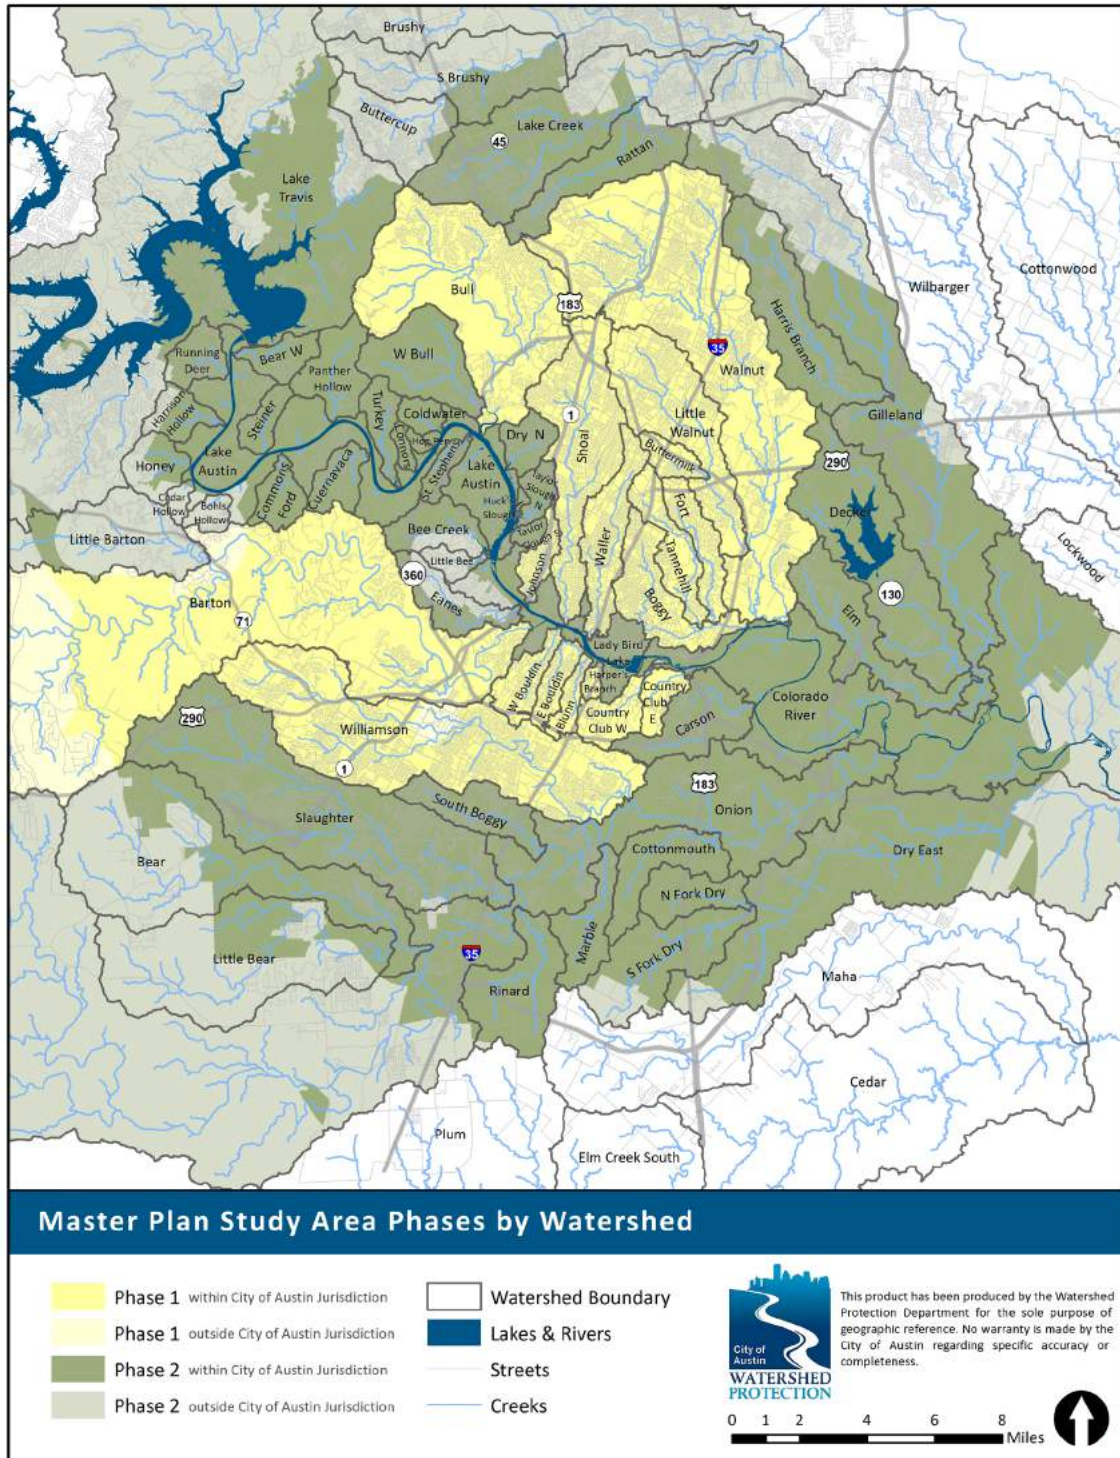 Brushy
S Brushy
Buttercup
Lake Creek
45
Rattan
Lake
Travis
Cottonwood
Wilbarger
Bull
183
Harris Branch
35
Walnut
Running
Deer
Bear W
W Bull
Panther
Hollow
Harrison
Hollow
Steiner
Turkey
Coldwater
Connors
Hog Pen
St. Stephens
Dry N
1
Shoal
Little
Walnut
Gilleland
Buttermilk
290
Honey
Lake
Austin
Commons
Ford
Cuernavaca
Lake
Austin
Huck's
Slough
Taylor
Slough
N
Taylor
Slough S
Cedar
Hollow
Bohls
Hollow
Little Barton
Bee Creek
Little Bee
360
Eanes
Johnson
Waller
Fort
Tannehill
Boggy
Decker
Elm
130
Lockwood
Barton
71
Lady Bird
Lake
Harper's
Branch
W Bouldin
E Bouldin
Blunn
Country
Club W
Country
Club
E
Carson
Colorado
River
290
Williamson
1
183
Slaughter
South Boggy
Onion
Bear
Cottonmouth
Dry East
N Fork Dry
Little Bear
35
Marble
S Fork Dry
Rinard
Maha
Cedar
Plum
Elm Creek South
Master Plan Study Area Phases by Watershed
Phase 1 within City of Austin Jurisdiction
Phase 1 outside City of Austin Jurisdiction
Phase 2 within City of Austin Jurisdiction
Phase 2 outside City of Austin Jurisdiction
Watershed Boundary
Lakes & Rivers
Streets
Creeks
City of
Austin
WATERSHED
PROTECTION
This product has been produced by the Watershed
Protection Department for the sole purpose of
geographic reference. No warranty is made by the
City of Austin regarding specific accuracy or
completeness.
0 1 2 4 6 8
Miles